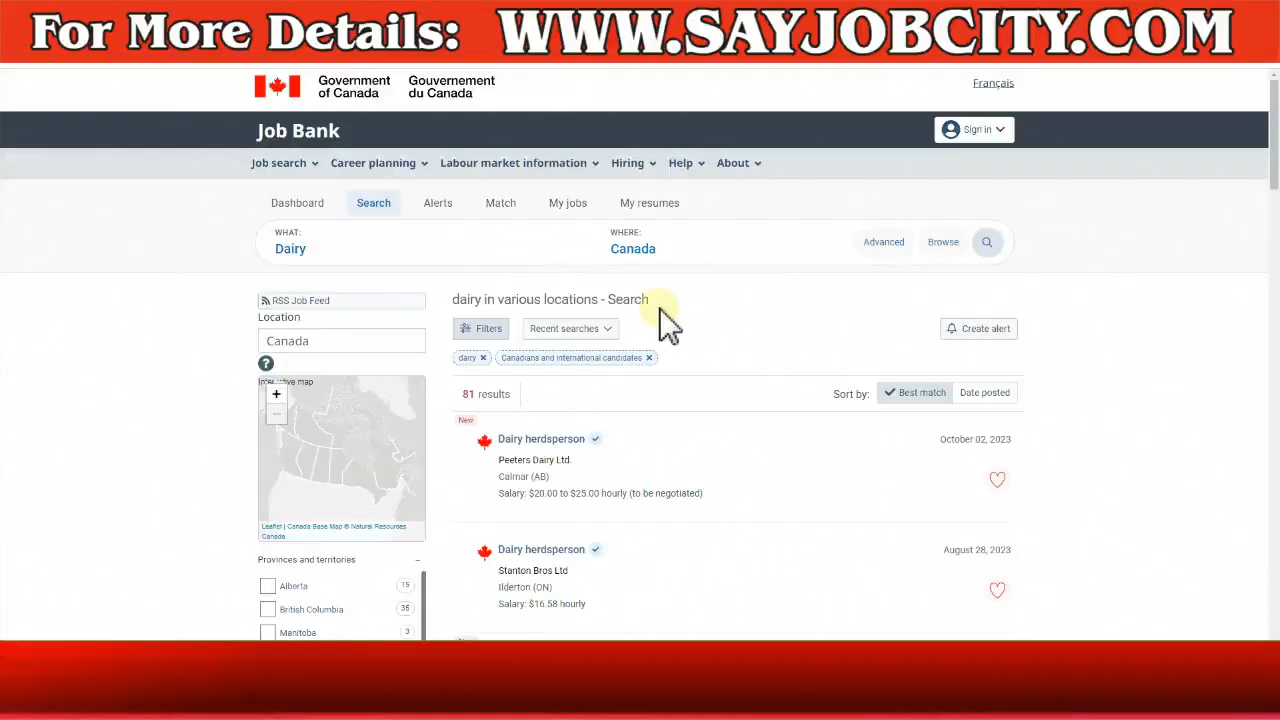 For More Details: WWW.SAYJOBCITY.COM
Government of Canada
Gouvernement du Canada
Français
Job Bank
Sign in
Job search
Career planning
Labour market information
Hiring
Help
About
Dashboard
Search
Alerts
Match
My jobs
My resumes
WHAT:
Dairy
WHERE:
Canada
Advanced
Browse
RSS Job Feed
Location
Canada
?
Interactive map
+
−
Leaflet | Canada Base Map © Natural Resources
Canada
Provinces and territories
Alberta 15
British Columbia 35
Manitoba 3
dairy in various locations - Search
Filters
Recent searches
Create alert
dairy ×
Canadians and international candidates ×
81 results
Sort by:
Best match
Date posted
New
Dairy herdsperson
October 02, 2023
Peeters Dairy Ltd.
Calmar (AB)
Salary: $20.00 to $25.00 hourly (to be negotiated)
Dairy herdsperson
August 28, 2023
Stanton Bros Ltd
Ilderton (ON)
Salary: $16.58 hourly